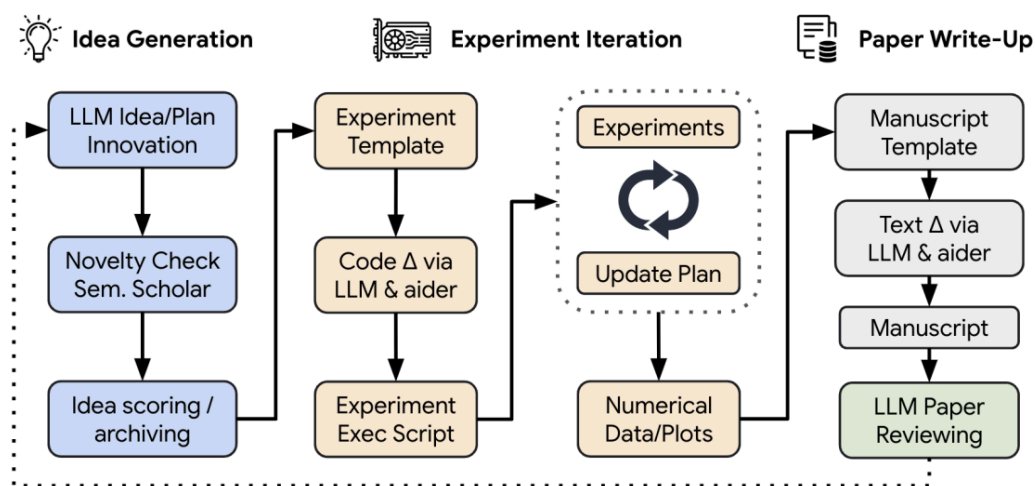 Idea Generation
Experiment Iteration
Paper Write-Up
LLM Idea/Plan
Innovation
Novelty Check
Sem. Scholar
Idea scoring /
archiving
Experiment
Template
Code Δ via
LLM & aider
Experiment
Exec Script
Experiments
Update Plan
Numerical
Data/Plots
Manuscript
Template
Text Δ via
LLM & aider
Manuscript
LLM Paper
Reviewing